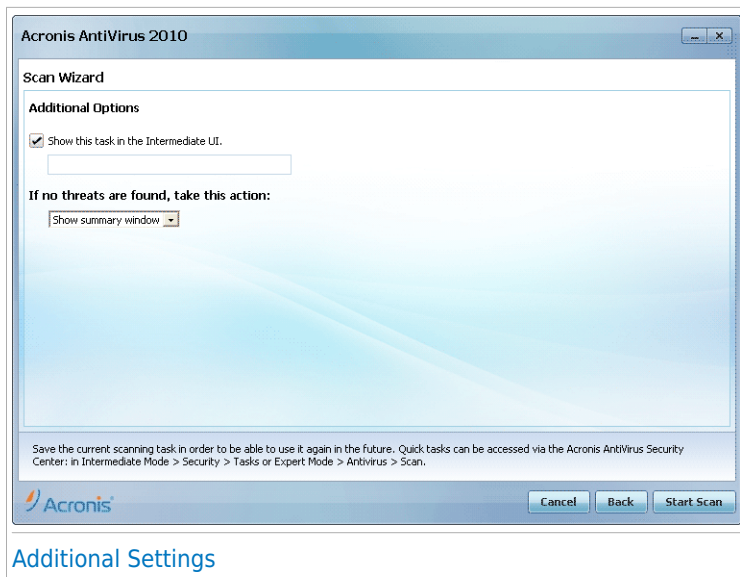 Acronis AntiVirus 2010
Scan Wizard
Additional Options
Show this task in the Intermediate UI.
If no threats are found, take this action:
Show summary window
Save the current scanning task in order to be able to use it again in the future. Quick tasks can be accessed via the Acronis AntiVirus Security
Center: in Intermediate Mode > Security > Tasks or Expert Mode > Antivirus > Scan.
Acronis
Cancel
Back
Start Scan
Additional Settings